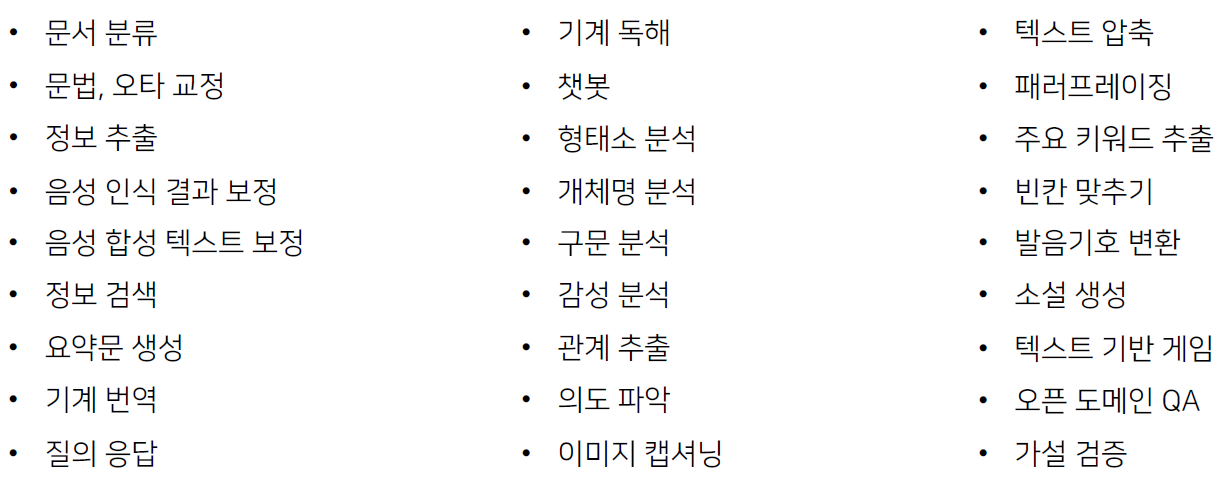 • 문서 분류
• 문법, 오타 교정
• 정보 추출
• 음성 인식 결과 보정
• 음성 합성 텍스트 보정
• 정보 검색
• 요약문 생성
• 기계 번역
• 질의 응답
• 기계 독해
• 챗봇
• 형태소 분석
• 개체명 분석
• 구문 분석
• 감성 분석
• 관계 추출
• 의도 파악
• 이미지 캡셔닝
• 텍스트 압축
• 패러프레이징
• 주요 키워드 추출
• 빈칸 맞추기
• 발음기호 변환
• 소설 생성
• 텍스트 기반 게임
• 오픈 도메인 QA
• 가설 검증